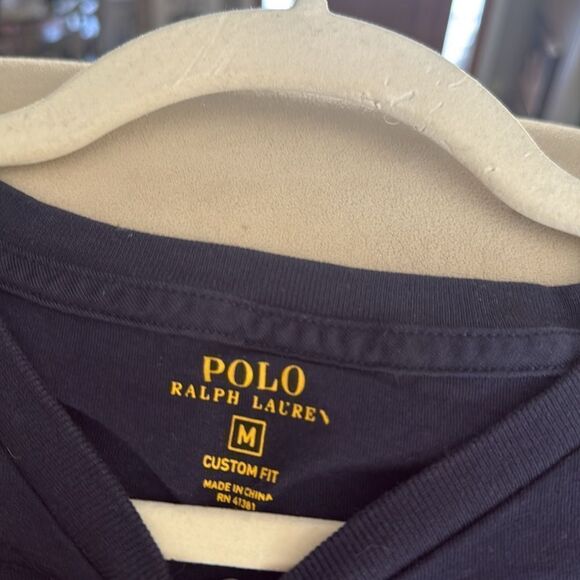 POLO
RALPH LAUREN
M
CUSTOM FIT
MADE IN CHINA
RN 41381